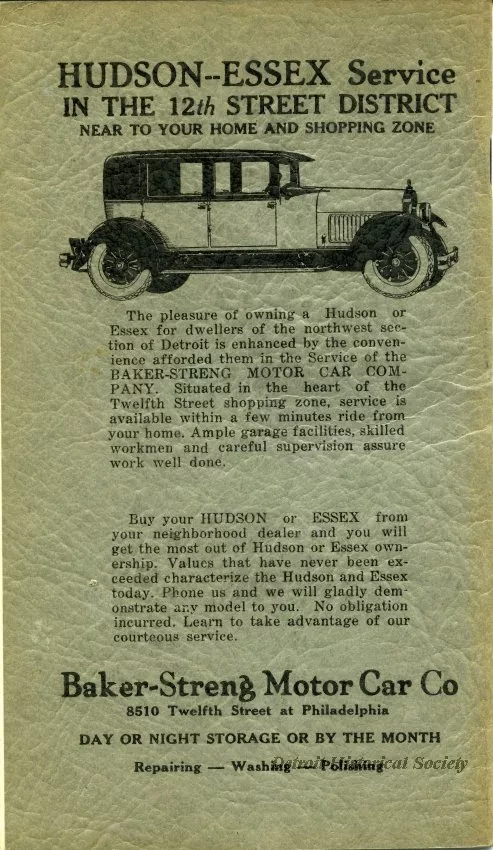 HUDSON--ESSEX Service
IN THE 12th STREET DISTRICT
NEAR TO YOUR HOME AND SHOPPING ZONE
The pleasure of owning a Hudson or
Essex for dwellers of the northwest sec-
tion of Detroit is enhanced by the conven-
ience afforded them in the Service of the
BAKER-STRENG MOTOR CAR COM-
PANY. Situated in the heart of the
Twelfth Street shopping zone, service is
available within a few minutes ride from
your home. Ample garage facilities, skilled
workmen and careful supervision assure
work well done.
Buy your HUDSON or ESSEX from
your neighborhood dealer and you will
get the most out of Hudson or Essex own-
ership. Values that have never been ex-
ceeded characterize the Hudson and Essex
today. Phone us and we will gladly dem-
onstrate any model to you. No obligation
incurred. Learn to take advantage of our
courteous service.
Baker-Streng Motor Car Co
8510 Twelfth Street at Philadelphia
DAY OR NIGHT STORAGE OR BY THE MONTH
Repairing — Washing — Polishing
Detroit Historical Society